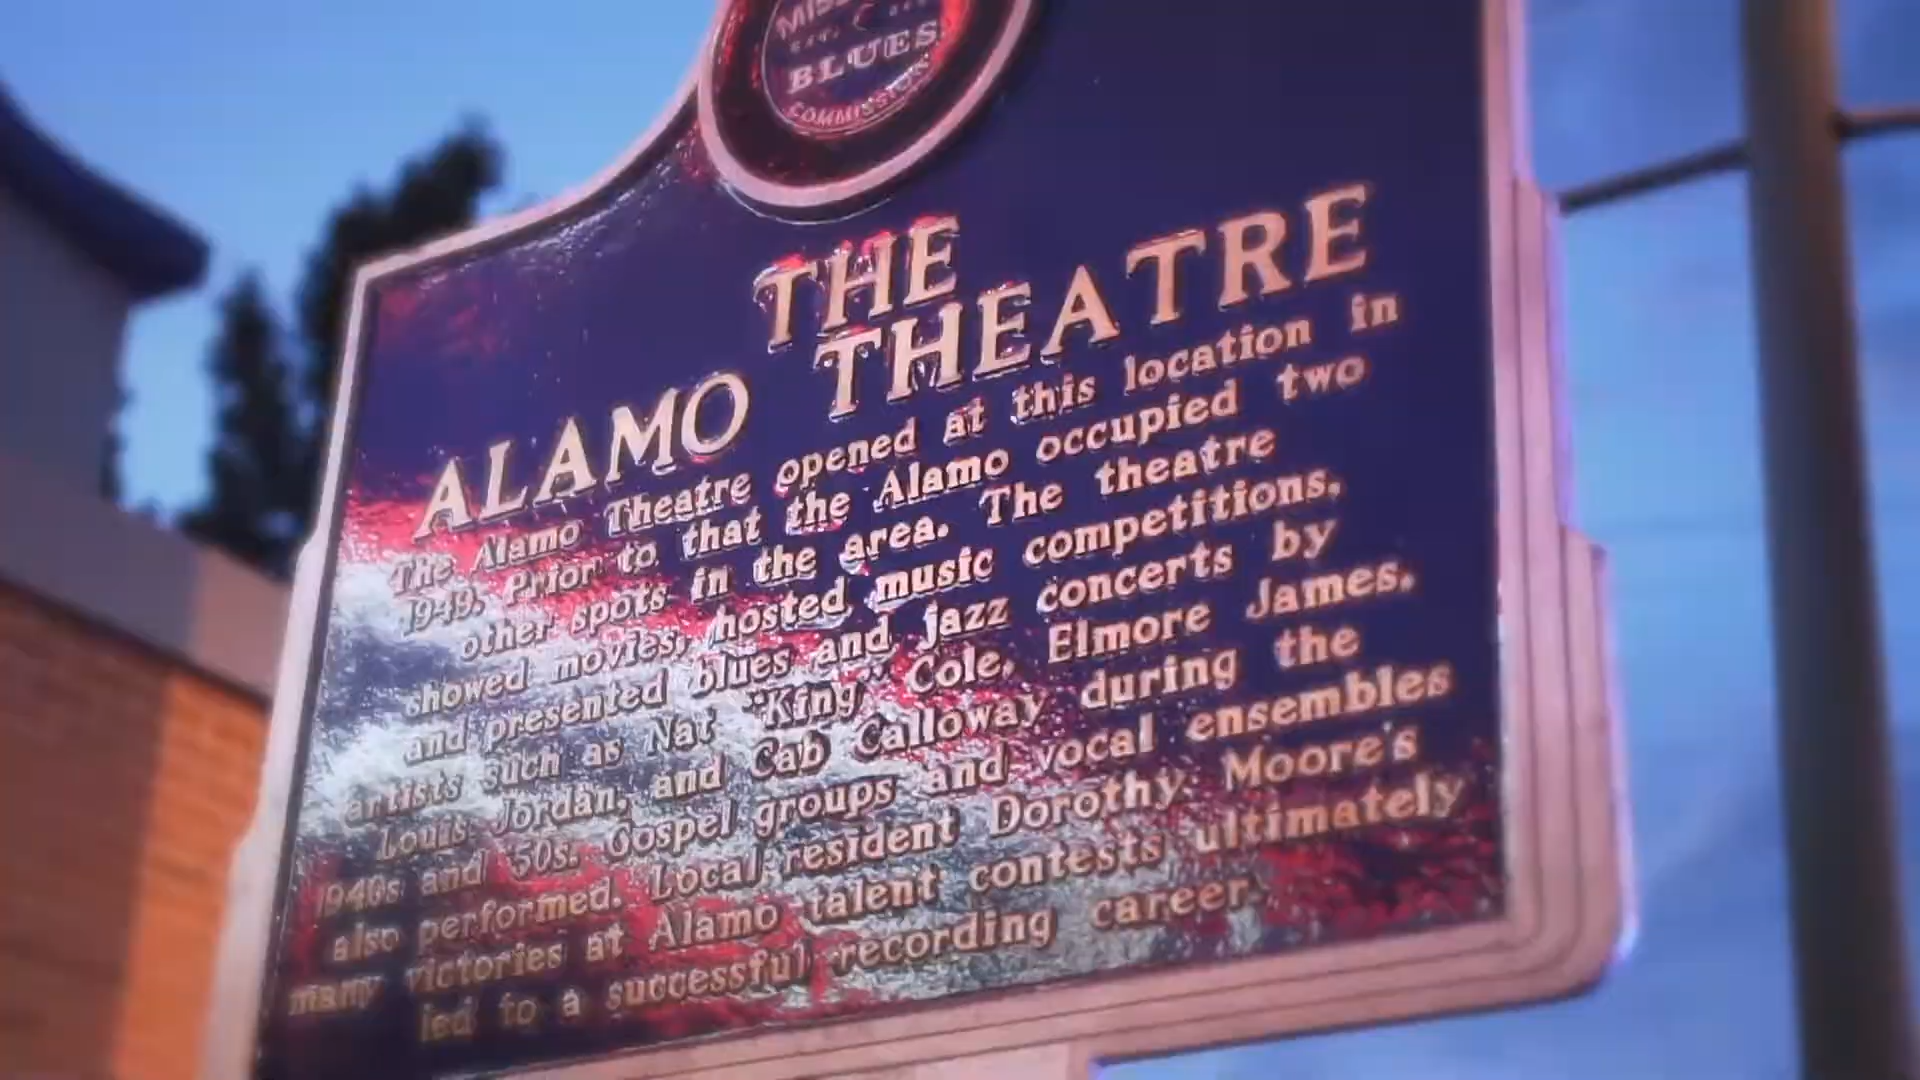 BLUES
COMMISSION
THE
ALAMO THEATRE
The Alamo Theatre opened at this location in
1949. Prior to that the Alamo occupied two
other spots in the area. The theatre
showed movies, hosted music competitions,
and presented blues and jazz concerts by
artists such as Nat "King" Cole, Elmore James,
Louis Jordan, and Cab Calloway during the
1940s and '50s. Gospel groups and vocal ensembles
also performed. Local resident Dorothy Moore's
many victories at Alamo talent contests ultimately
led to a successful recording career.